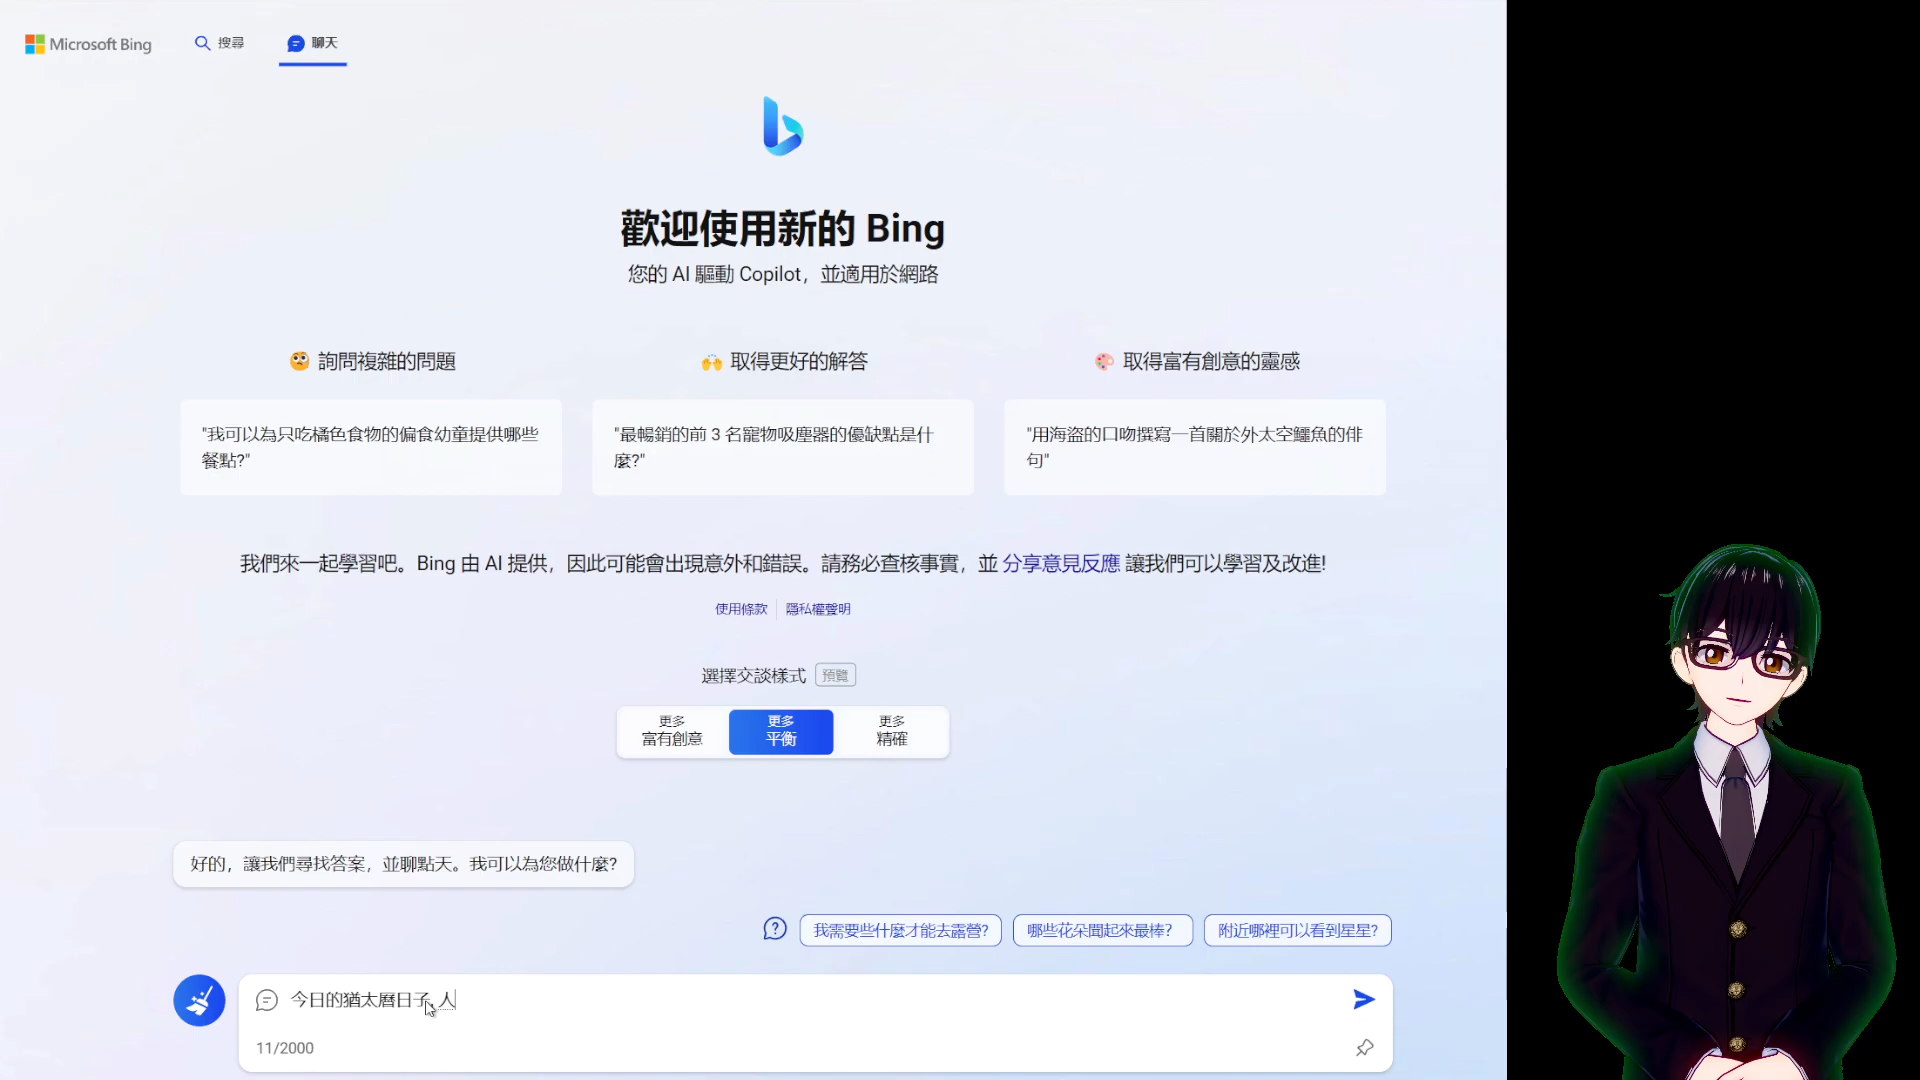 Microsoft Bing
搜尋
聊天
歡迎使用新的 Bing
您的 AI 驅動 Copilot，並適用於網路
詢問複雜的問題
取得更好的解答
取得富有創意的靈感
"我可以為只吃橘色食物的偏食幼童提供哪些
餐點?"
"最暢銷的前 3 名寵物吸塵器的優缺點是什
麼?"
"用海盜的口吻撰寫一首關於外太空鱷魚的俳
句"
我們來一起學習吧。Bing 由 AI 提供，因此可能會出現意外和錯誤。請務必查核事實，並 分享意見反應 讓我們可以學習及改進!
使用條款
隱私權聲明
選擇交談樣式 預覽
更多
富有創意
更多
平衡
更多
精確
好的，讓我們尋找答案，並聊點天。我可以為您做什麼?
我需要些什麼才能去露營?
哪些花朵聞起來最棒?
附近哪裡可以看到星星?
今日的猶太曆日子，人
11/2000